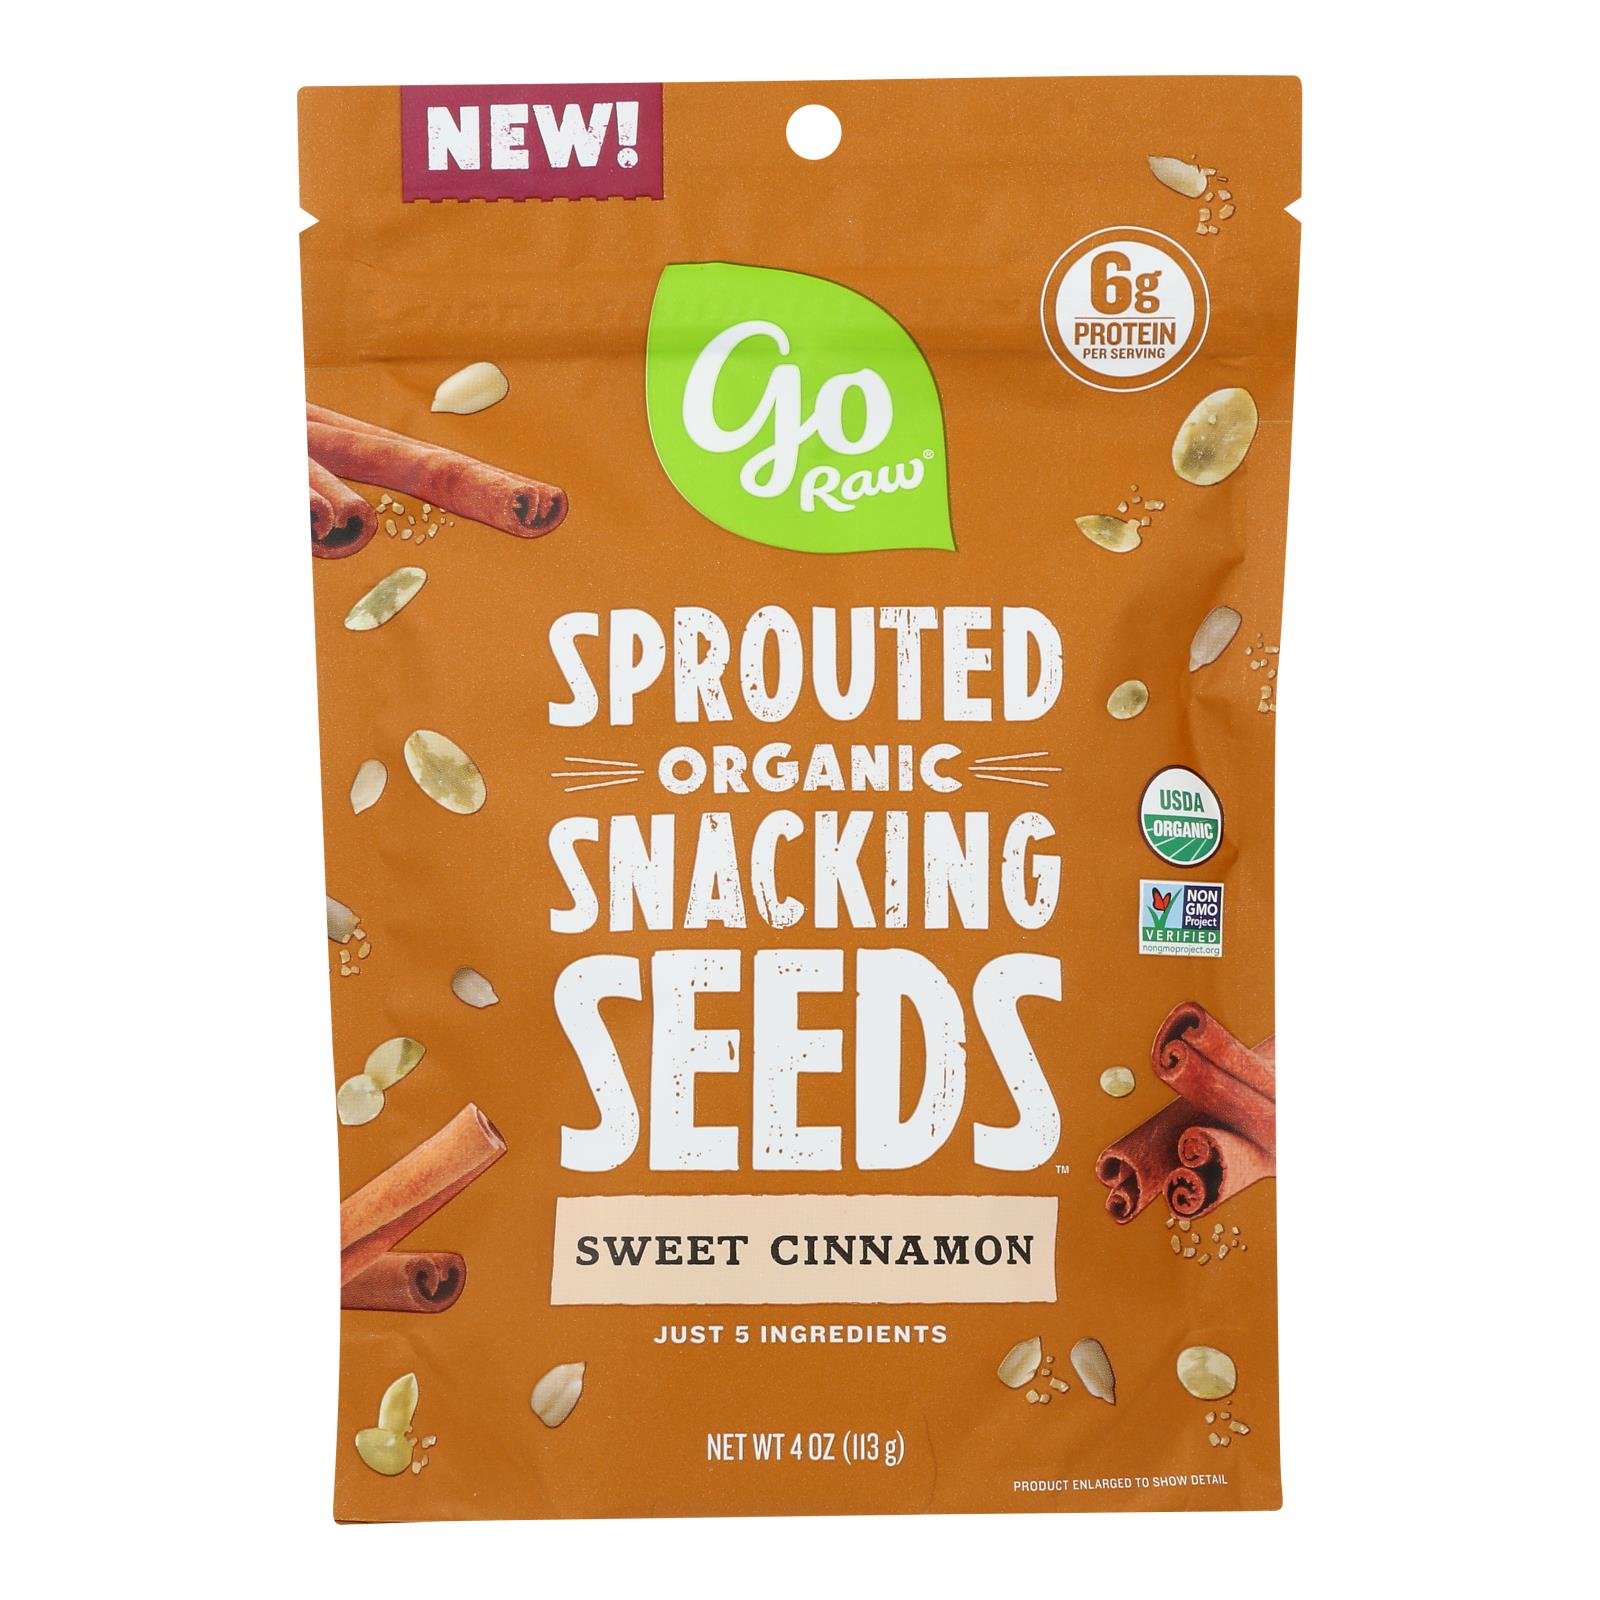 NEW!
6g
PROTEIN
PER SERVING
go
Raw®
SPROUTED
ORGANIC
SNACKING
SEEDS™
USDA
ORGANIC
NON
GMO
Project
VERIFIED
nongmoproject.org
SWEET CINNAMON
JUST 5 INGREDIENTS
NET WT 4 OZ (113 g)
PRODUCT ENLARGED TO SHOW DETAIL